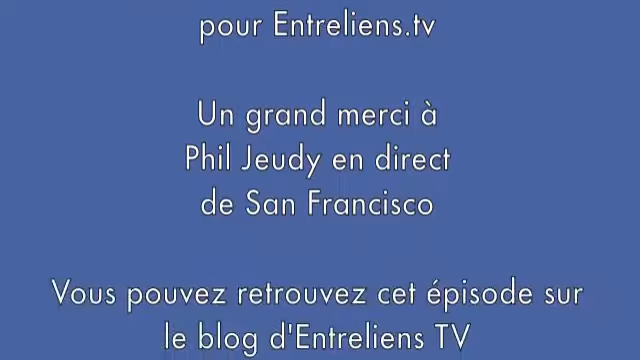 pour Entreliens.tv
Un grand merci à
Phil Jeudy en direct
de San Francisco
Vous pouvez retrouvez cet épisode sur
le blog d'Entreliens TV